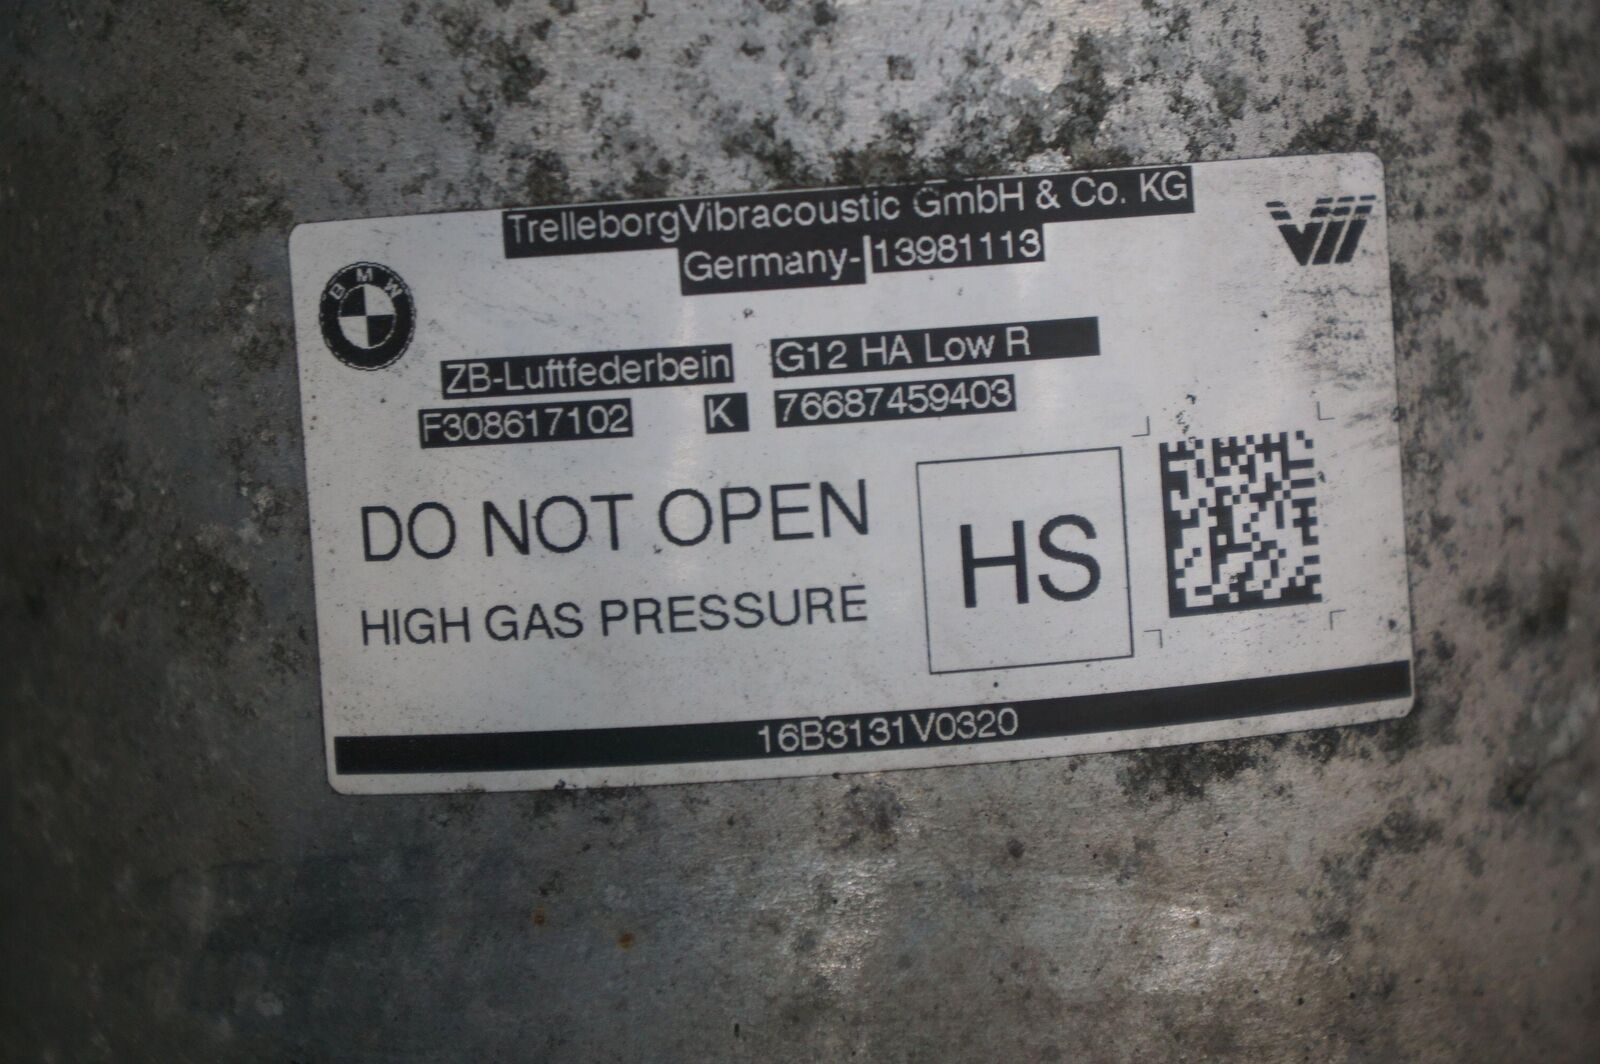 TrelleborgVibracoustic GmbH & Co. KG
Germany-13981113
BMW
ZB-Luftfederbein G12 HA Low R
F308617102 K 76687459403
DO NOT OPEN
HIGH GAS PRESSURE
HS
16B3131V0320